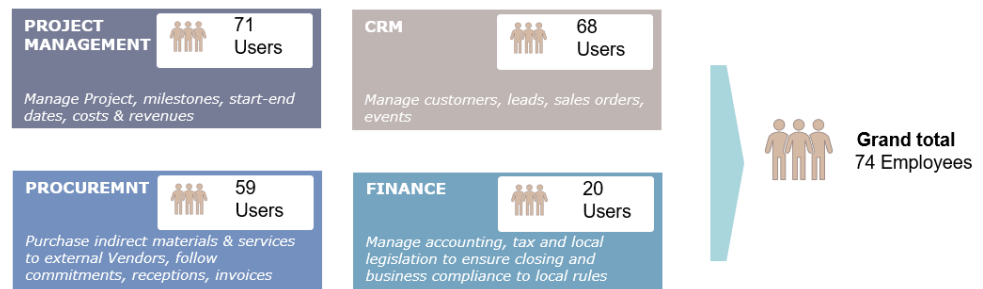 PROJECT
MANAGEMENT
71
Users
Manage Project, milestones, start-end
dates, costs & revenues
CRM
68
Users
Manage customers, leads, sales orders,
events
PROCUREMNT
59
Users
Purchase indirect materials & services
to external Vendors, follow
commitments, receptions, invoices
FINANCE
20
Users
Manage accounting, tax and local
legislation to ensure closing and
business compliance to local rules
Grand total
74 Employees